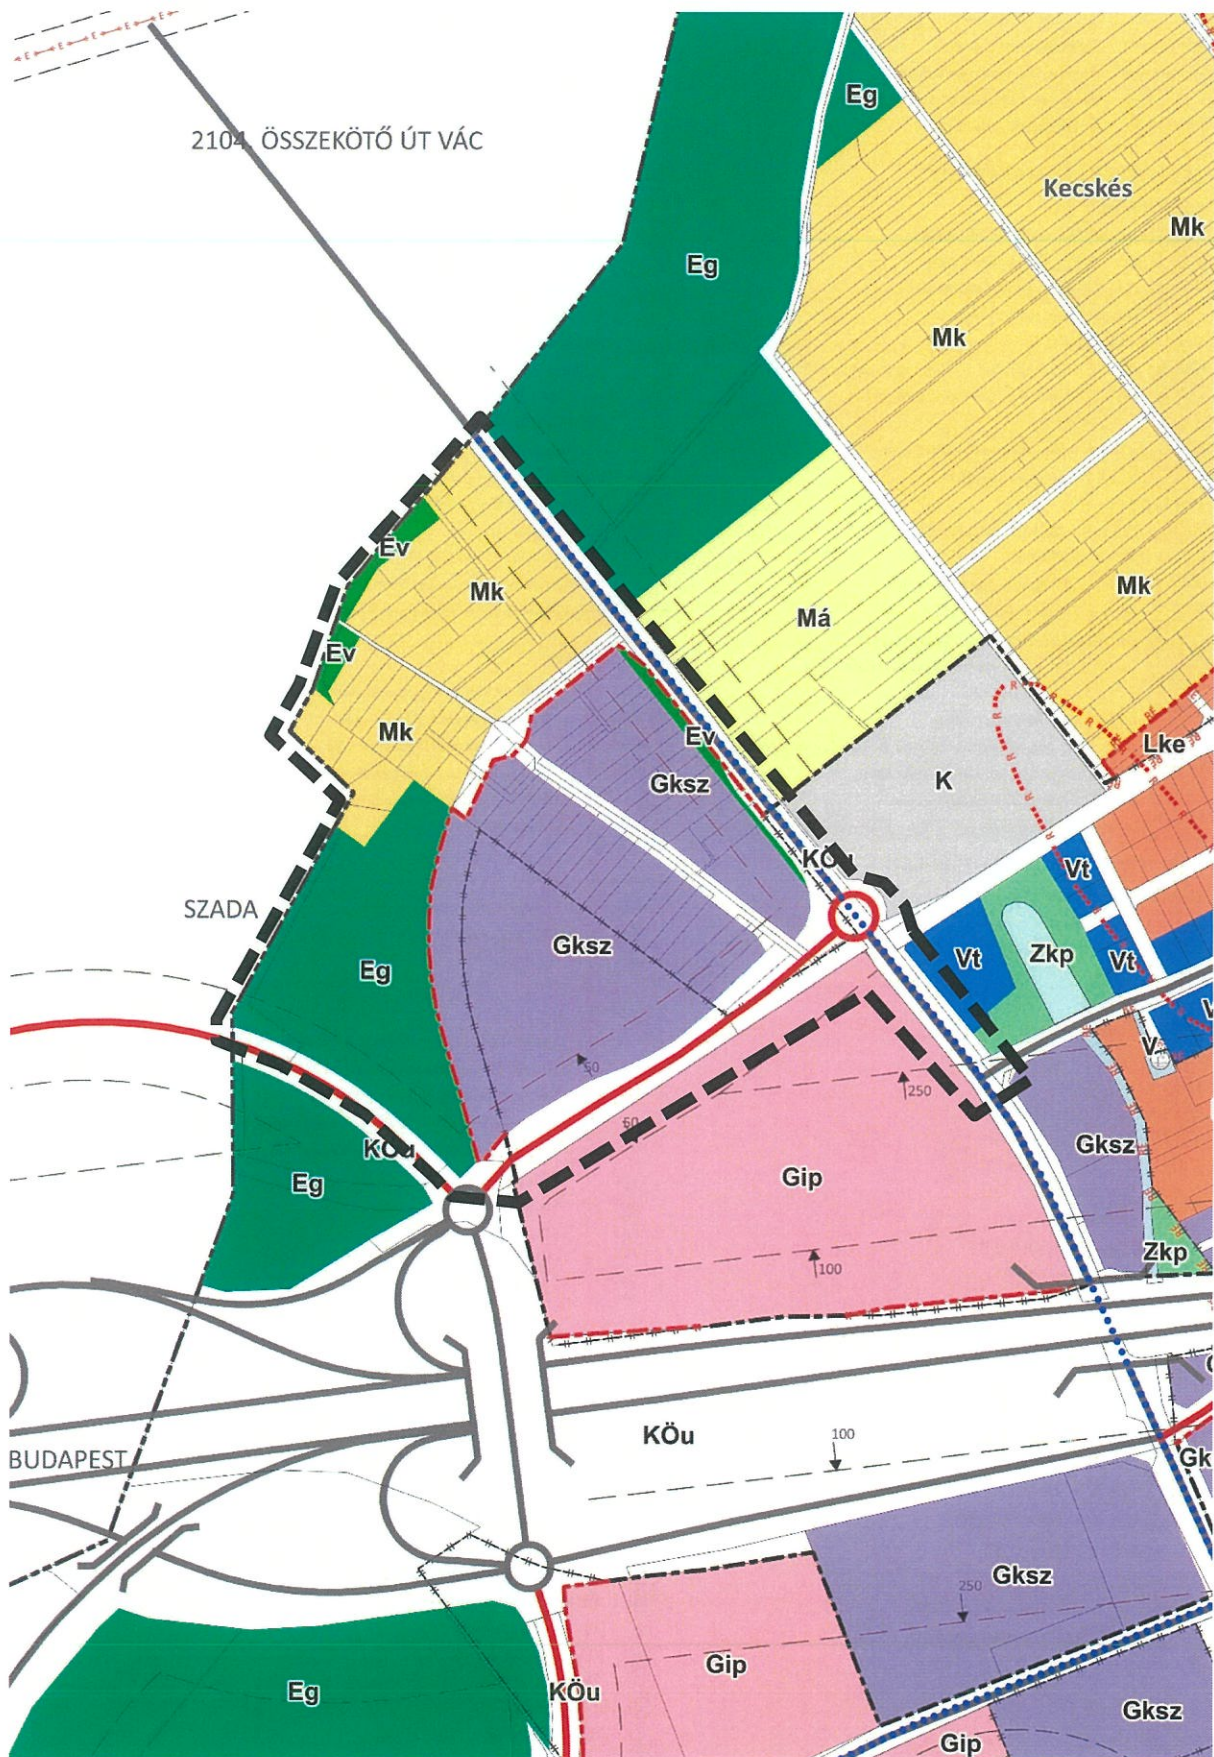 E E E E E
2104. ÖSSZEKÖTŐ ÚT VÁC
Eg
Kecskés
Mk
Eg
Mk
Ev
Mk
Má
Mk
Ev
R
R
R
Mk
Ev
Gksz
K
Lke
KÖu
Vt
SZADA
Gksz
Vt
Zkp
Vt
Eg
50
250
60
KÖu
Gksz
Eg
Gip
Zkp
100
KÖu
100
BUDAPEST
Gk
Gksz
250
Gip
Eg
KÖu
Gksz
Gip